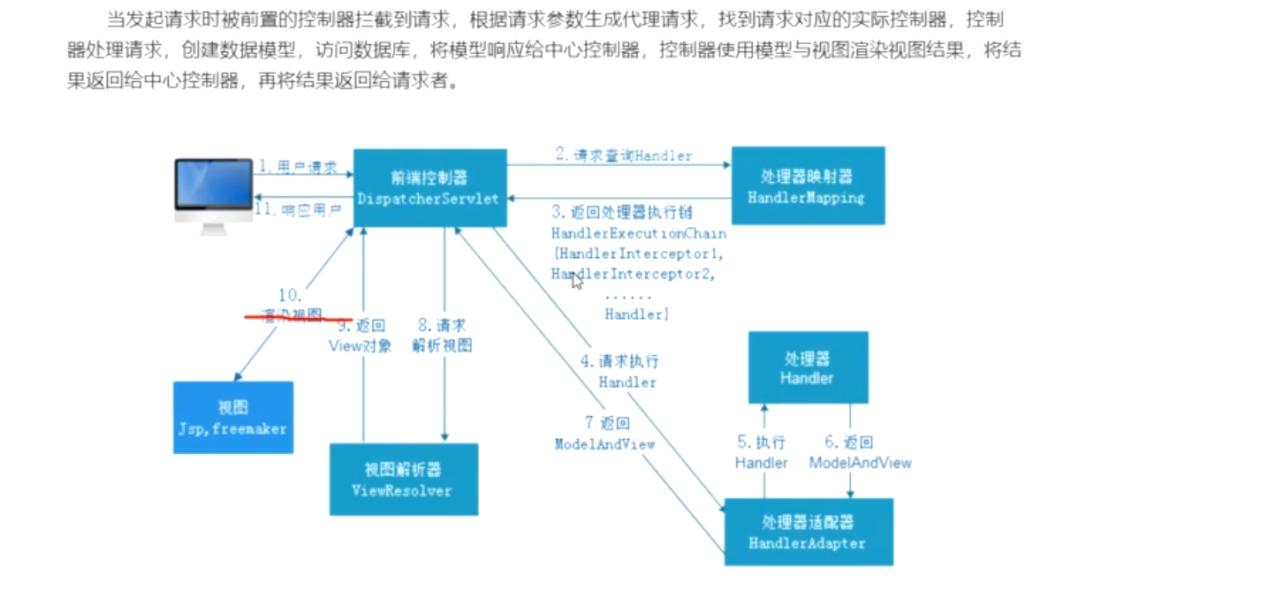 当发起请求时被前置的控制器拦截到请求，根据请求参数生成代理请求，找到请求对应的实际控制器，控制
器处理请求，创建数据模型，访问数据库，将模型响应给中心控制器，控制器使用模型与视图渲染视图结果，将结
果返回给中心控制器，再将结果返回给请求者。
1.用户请求
11.响应用户
前端控制器
DispatcherServlet
2.请求查询Handler
处理器映射器
HandlerMapping
3.返回处理器执行链
HandlerExecutionChain
{HandlerInterceptor1,
HandlerInterceptor2,
......
Handler}
10.
渲染视图
9.返回
View对象
8.请求
解析视图
4.请求执行
Handler
处理器
Handler
视图
Jsp,freemaker
7 返回
ModelAndView
5.执行
Handler
6.返回
ModelAndView
视图解析器
ViewResolver
处理器适配器
HandlerAdapter